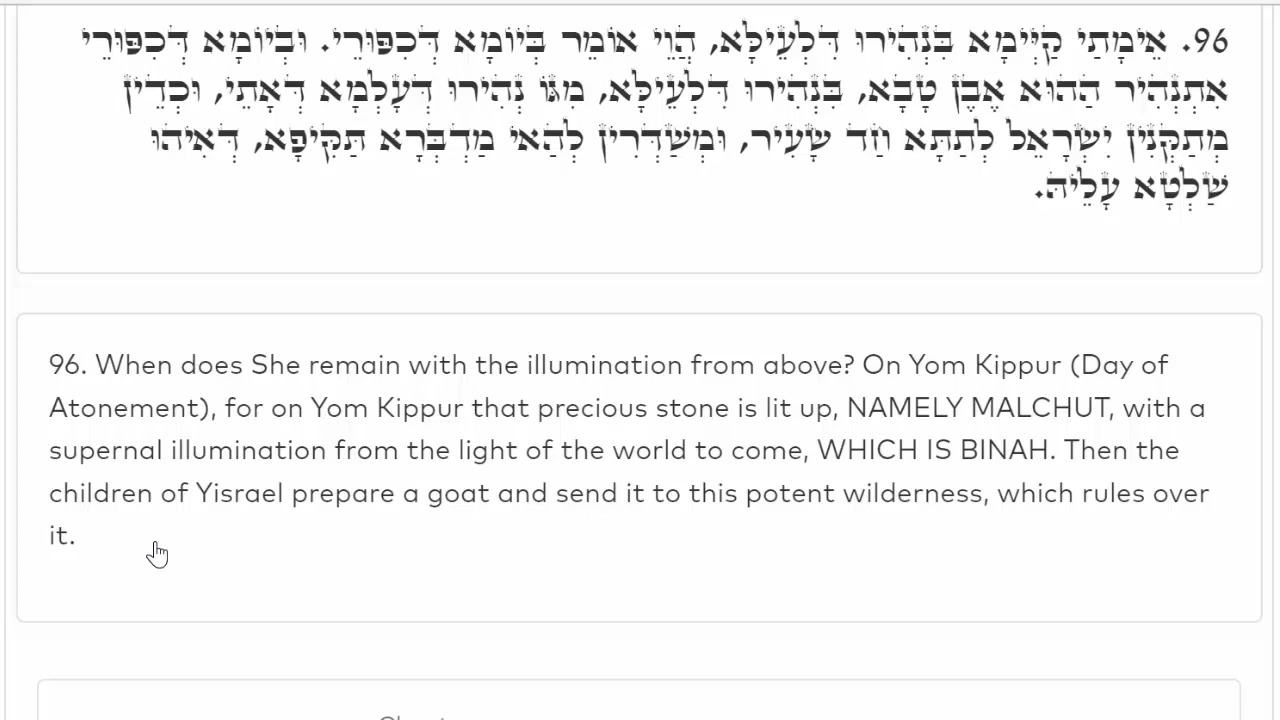 96. אֵימָתַי קַיְּימָא בִּנְהִירוּ דִּלְעֵילָּא, הֲוֵי אוֹמֵר בְּיוֹמָא דְּכִפּוּרֵי. וּבְיוֹמָא דְּכִפּוּרֵי
אִתְנְהִיר הַהוּא אֶבֶן טָבָא, בִּנְהִירוּ דִּלְעֵילָּא, מִגּוֹ נְהִירוּ דְּעָלְמָא דְּאָתֵי, וּכְדֵין
מְתַקְּנִין יִשְׂרָאֵל לְתַתָּא חַד שָׂעִיר, וּמְשַׁדְּרִין לְהַאי מַדְבְּרָא תַּקִּיפָא, דְּאִיהוּ
שַׁלְטָא עָלֵיהּ.
96. When does She remain with the illumination from above? On Yom Kippur (Day of
Atonement), for on Yom Kippur that precious stone is lit up, NAMELY MALCHUT, with a
supernal illumination from the light of the world to come, WHICH IS BINAH. Then the
children of Yisrael prepare a goat and send it to this potent wilderness, which rules over
it.